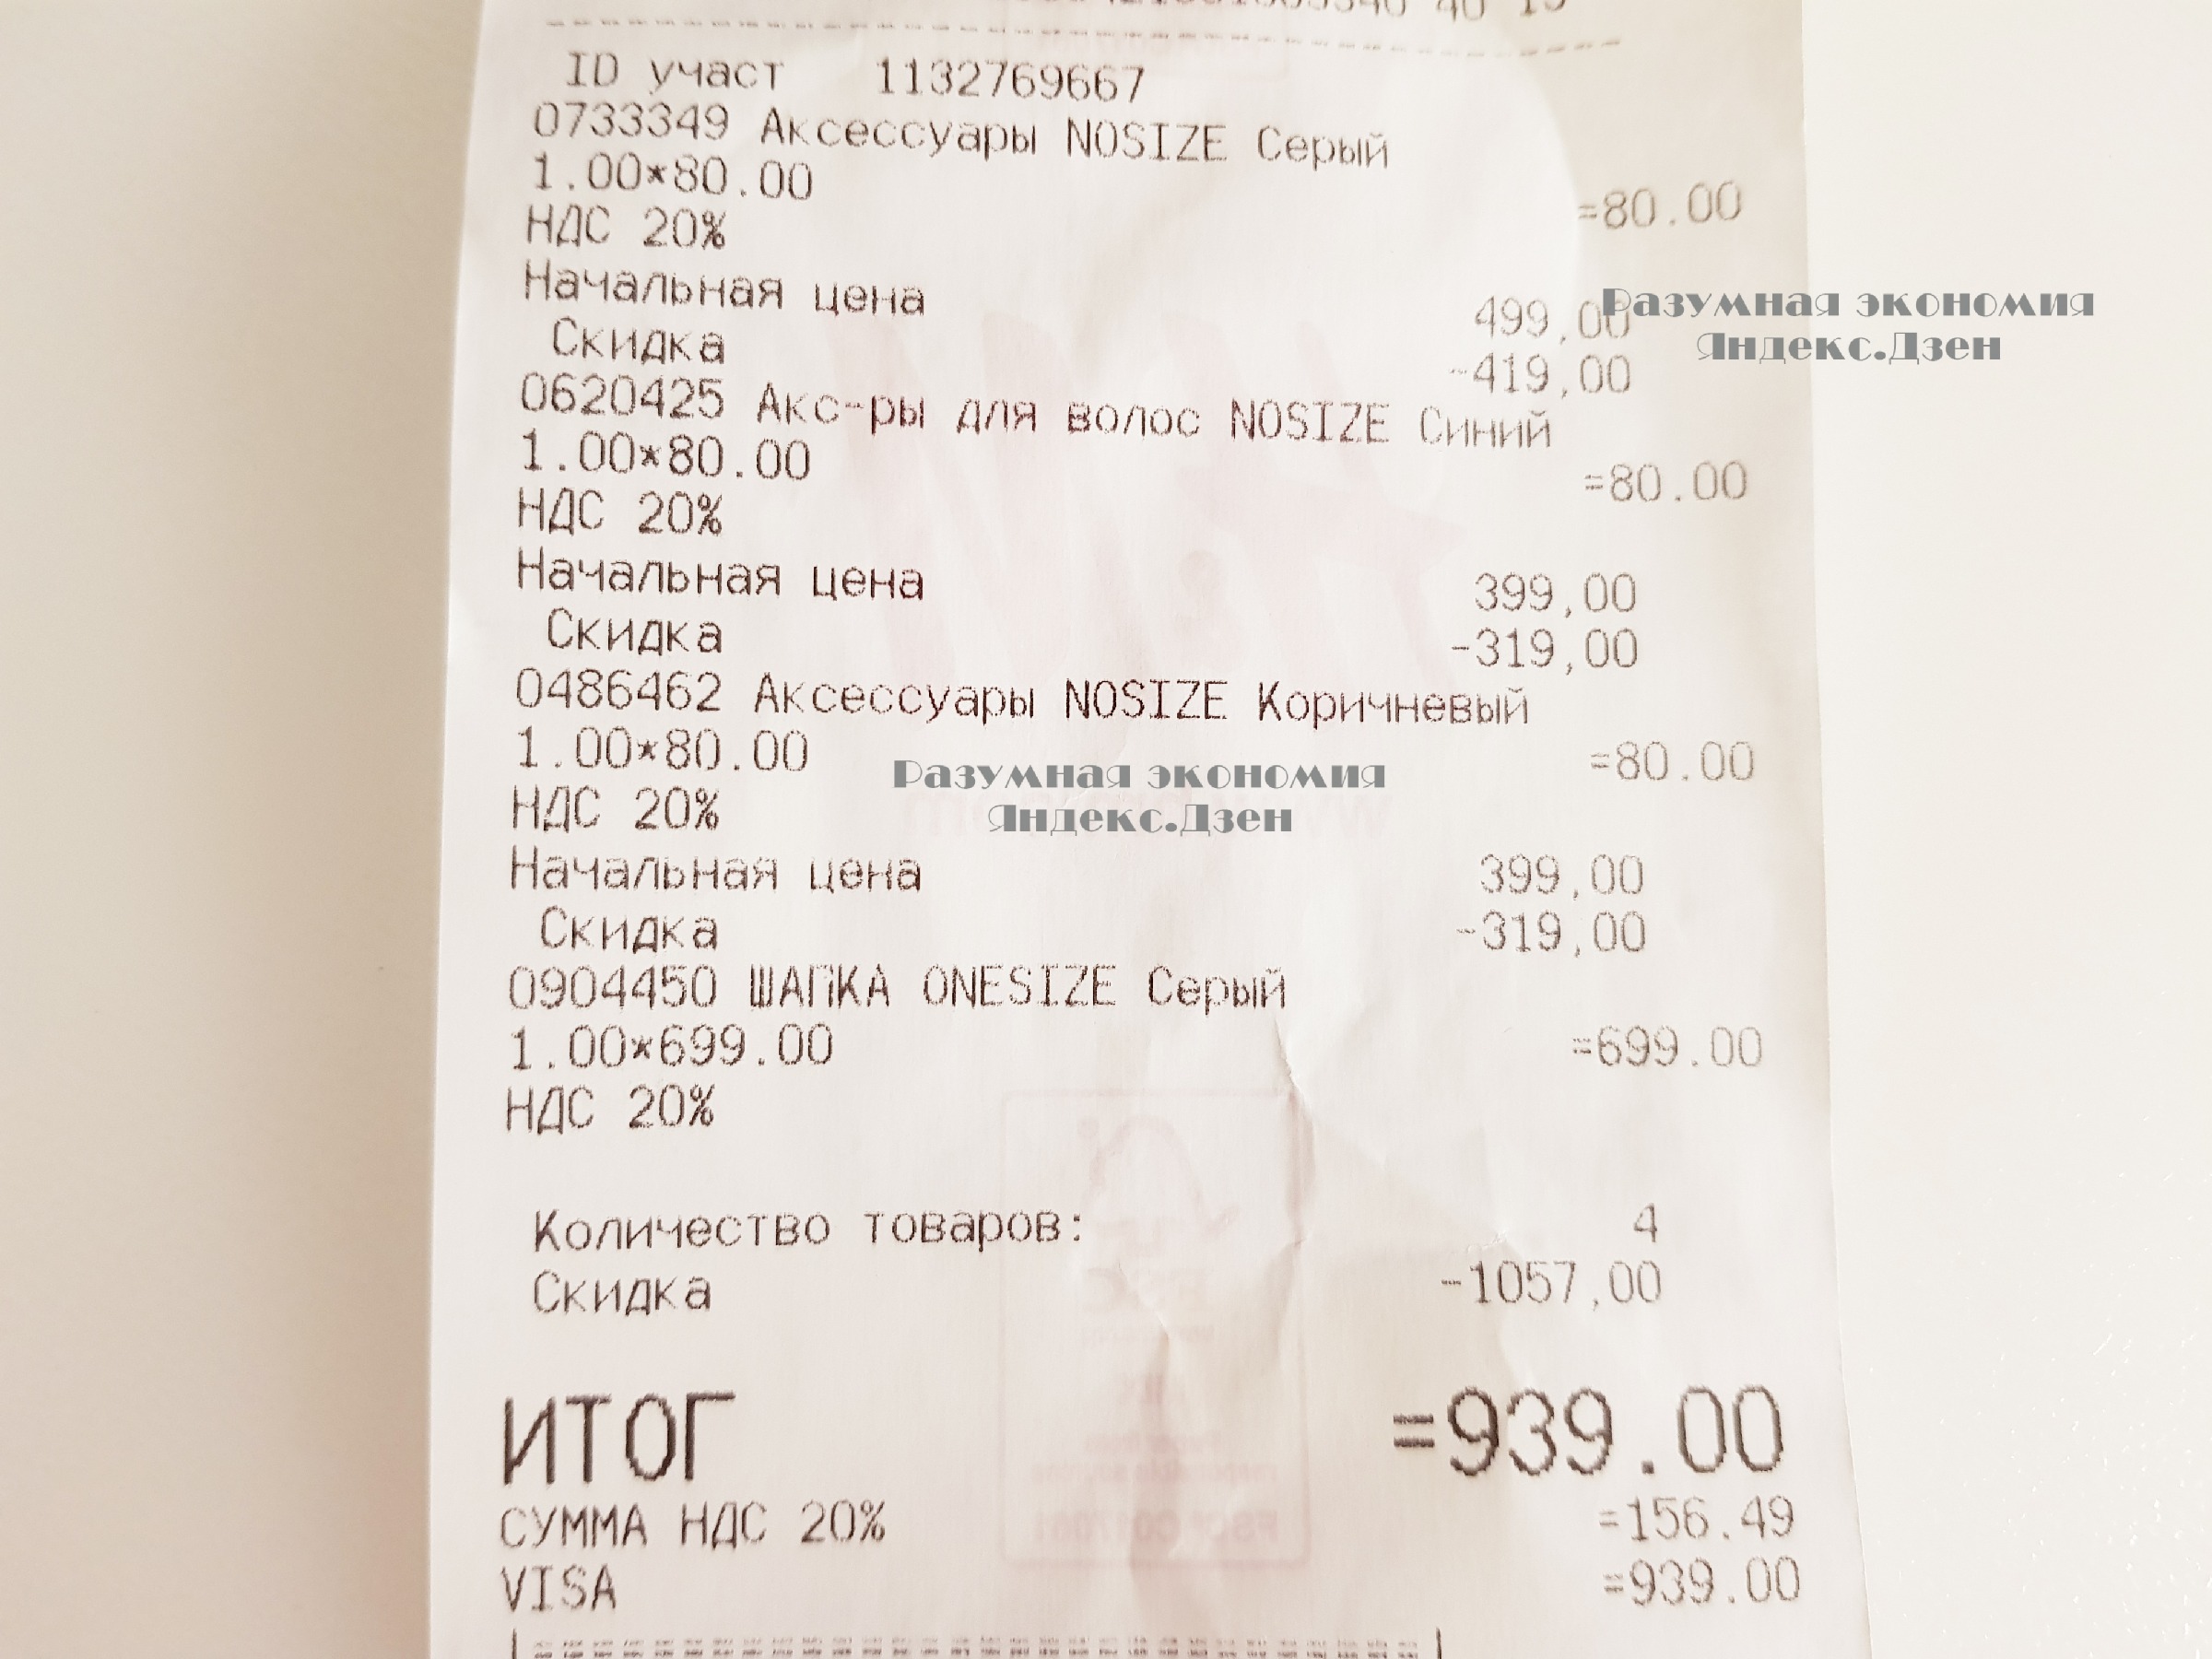 ID участ 1132769667
0733349 Аксессуары NOSIZE Серый
1.00*80.00 =80.00
НДС 20%
Начальная цена 499,00
Скидка -419,00
Разумная экономия
Яндекс.Дзен
0620425 Акс-ры для волос NOSIZE Синий
1.00*80.00 =80.00
НДС 20%
Начальная цена 399,00
Скидка -319,00
0486462 Аксессуары NOSIZE Коричневый
1.00*80.00 =80.00
Разумная экономия
Яндекс.Дзен
НДС 20%
Начальная цена 399,00
Скидка -319,00
0904450 ШАПКА ONESIZE Серый
1.00*699.00 =699.00
НДС 20%
Количество товаров: 4
Скидка -1057,00
ИТОГ =939.00
СУММА НДС 20% =156.49
VISA =939.00